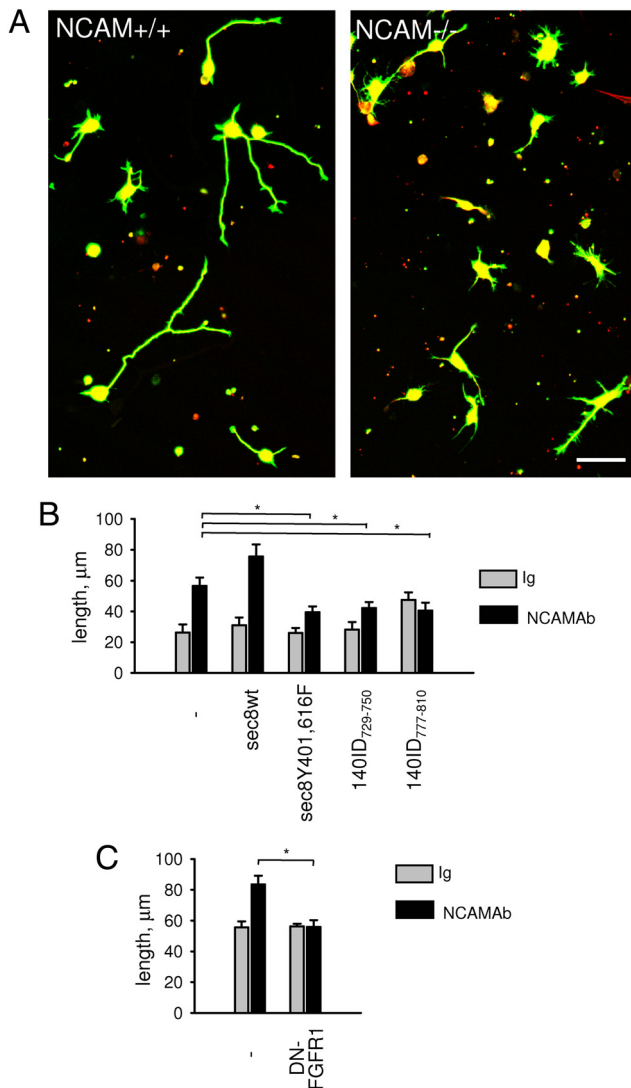 A
NCAM+/+
NCAM-/-
B
*
*
*
length, µm
100
80
60
40
20
0
Ig
NCAMAb
-
sec8wt
sec8Y401,616F
140ID729-750
140ID777-810
C
*
length, µm
100
80
60
40
20
0
Ig
NCAMAb
-
DN-
FGFR1